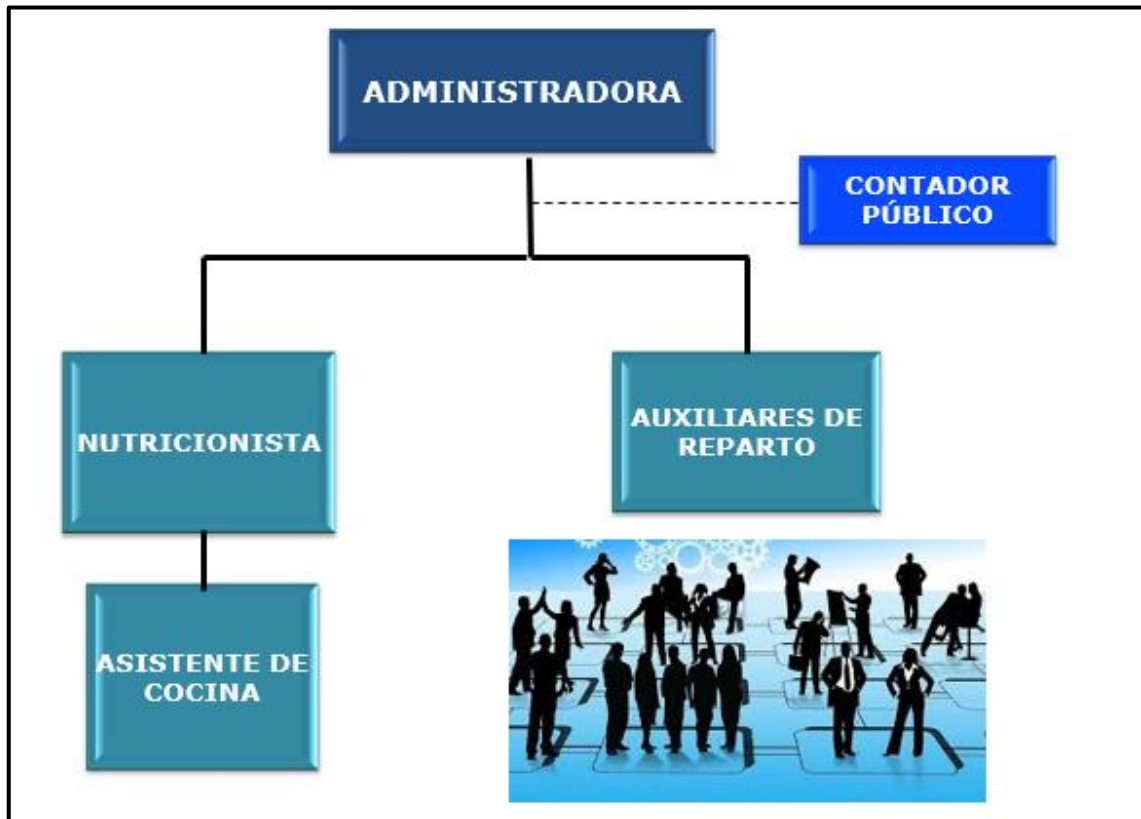 ADMINISTRADORA
CONTADOR
PÚBLICO
NUTRICIONISTA
AUXILIARES DE
REPARTO
ASISTENTE DE
COCINA